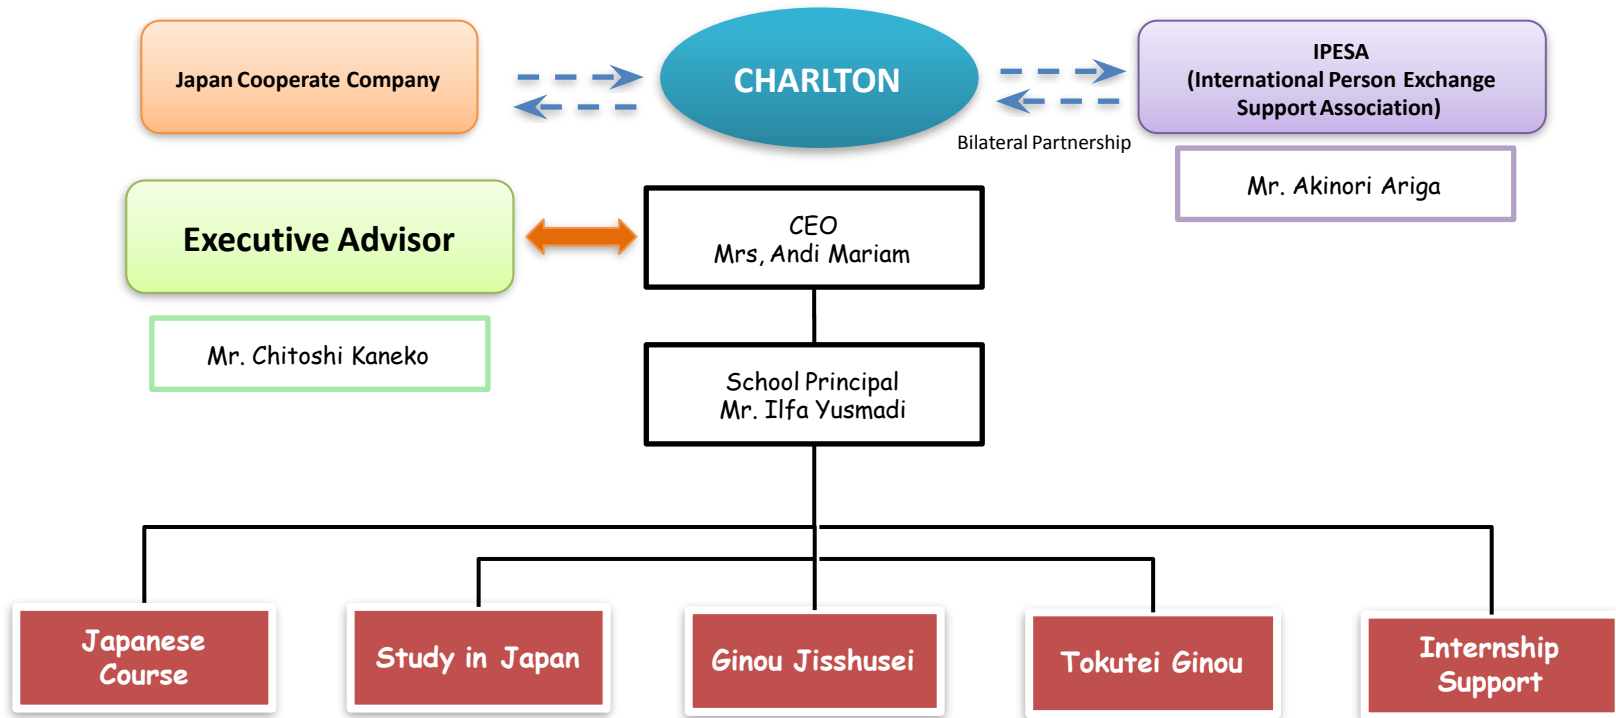 Japan Cooperate Company
CHARLTON
IPESA
(International Person Exchange
Support Association)
Bilateral Partnership
Mr. Akinori Ariga
Executive Advisor
CEO
Mrs, Andi Mariam
Mr. Chitoshi Kaneko
School Principal
Mr. Ilfa Yusmadi
Japanese
Course
Study in Japan
Ginou Jisshusei
Tokutei Ginou
Internship
Support